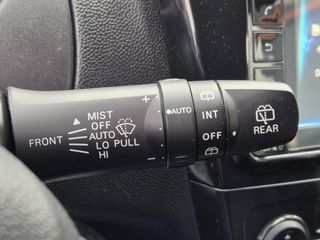 MIST
OFF
FRONT AUTO
LO PULL
HI
+
-
AUTO
INT
OFF
REAR